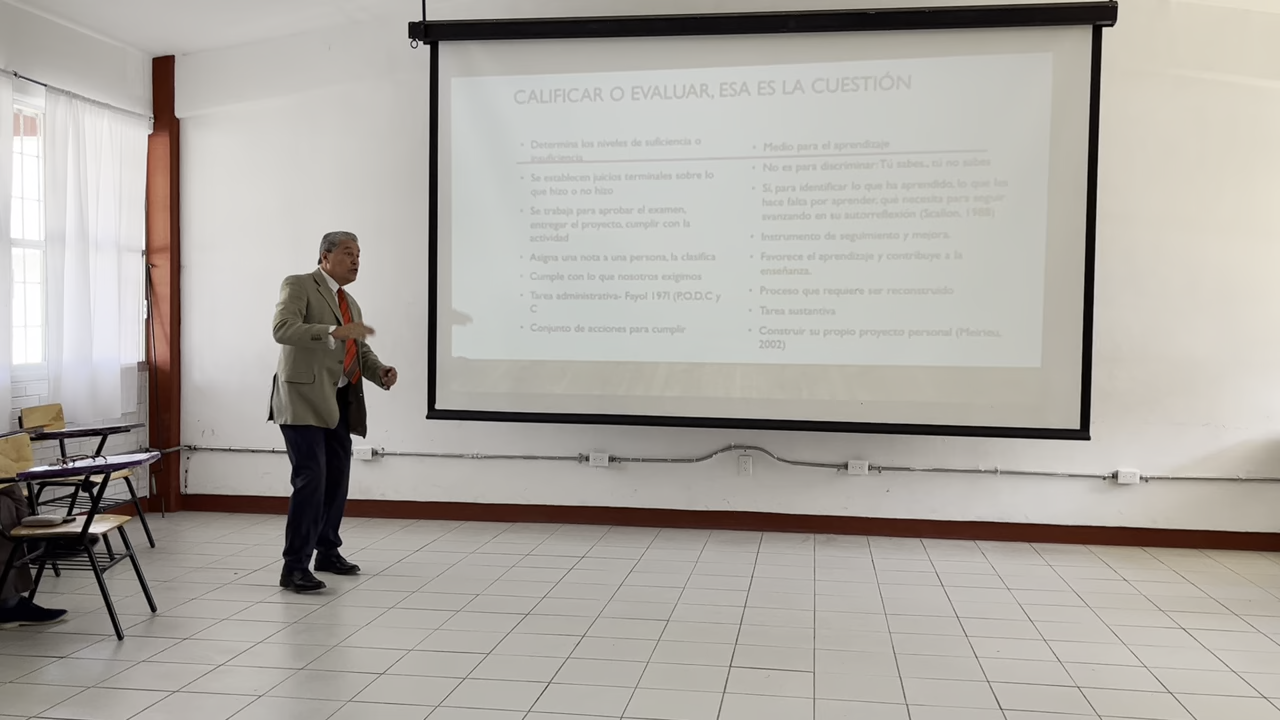 CALIFICAR O EVALUAR, ESA ES LA CUESTIÓN
• Determina los niveles de suficiencia o
insuficiencia
• Se establecen juicios terminales sobre lo
que hizo o no hizo
• Se trabaja para aprobar el examen,
entregar el proyecto, cumplir con la
actividad
• Asigna una nota a una persona, la clasifica
• Cumple con lo que nosotros exigimos
• Tarea administrativa- Fayol 1971 (P.O.D.C y
C
• Conjunto de acciones para cumplir
• Medio para el aprendizaje
• No es para discriminar: Tú sabes., tú no sabes
• Si, para identificar lo que ha aprendido, lo que les
hace falta por aprender, qué necesita para seguir
avanzando en su autorreflexión (Scallon, 1988)
• Instrumento de seguimiento y mejora.
• Favorece el aprendizaje y contribuye a la
enseñanza.
• Proceso que requiere ser reconstruido
• Tarea sustantiva
• Construir su propio proyecto personal (Meirieu,
2002)